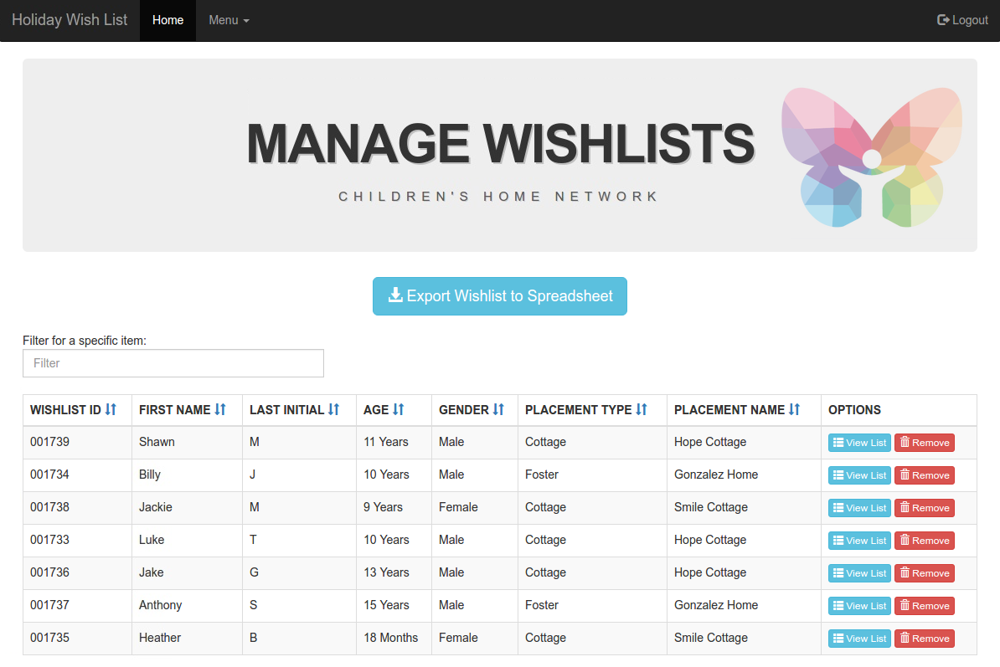 Holiday Wish List Home Menu Logout
MANAGE WISHLISTS
CHILDREN'S HOME NETWORK
Export Wishlist to Spreadsheet
Filter for a specific item:
Filter
WISHLIST ID FIRST NAME LAST INITIAL AGE GENDER PLACEMENT TYPE PLACEMENT NAME OPTIONS
001739 Shawn M 11 Years Male Cottage Hope Cottage View List Remove
001734 Billy J 10 Years Male Foster Gonzalez Home View List Remove
001738 Jackie M 9 Years Female Cottage Smile Cottage View List Remove
001733 Luke T 10 Years Male Cottage Hope Cottage View List Remove
001736 Jake G 13 Years Male Cottage Hope Cottage View List Remove
001737 Anthony S 15 Years Male Foster Gonzalez Home View List Remove
001735 Heather B 18 Months Female Cottage Smile Cottage View List Remove